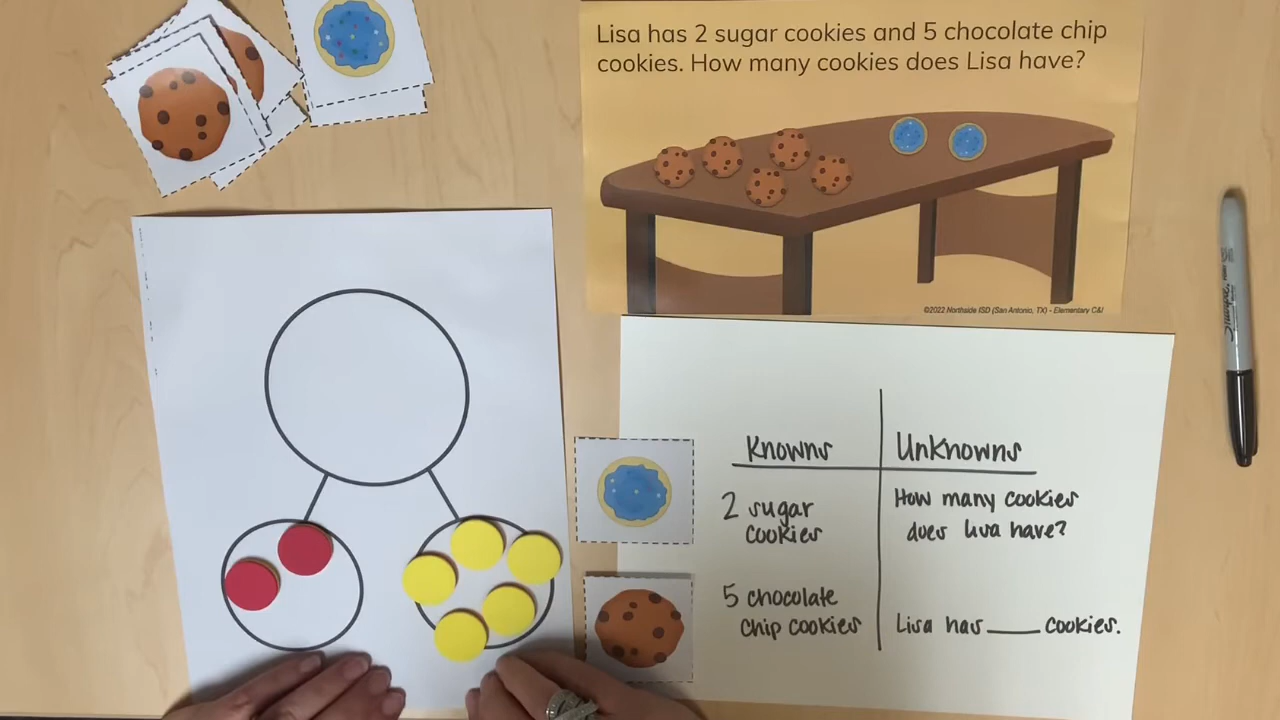 Lisa has 2 sugar cookies and 5 chocolate chip
cookies. How many cookies does Lisa have?
©2022 Northside ISD (San Antonio, TX) - Elementary C&I
Knowns
Unknowns
2 sugar
cookies
How many cookies
does Lisa have?
5 chocolate
chip cookies
Lisa has ____ cookies.
Sharpie